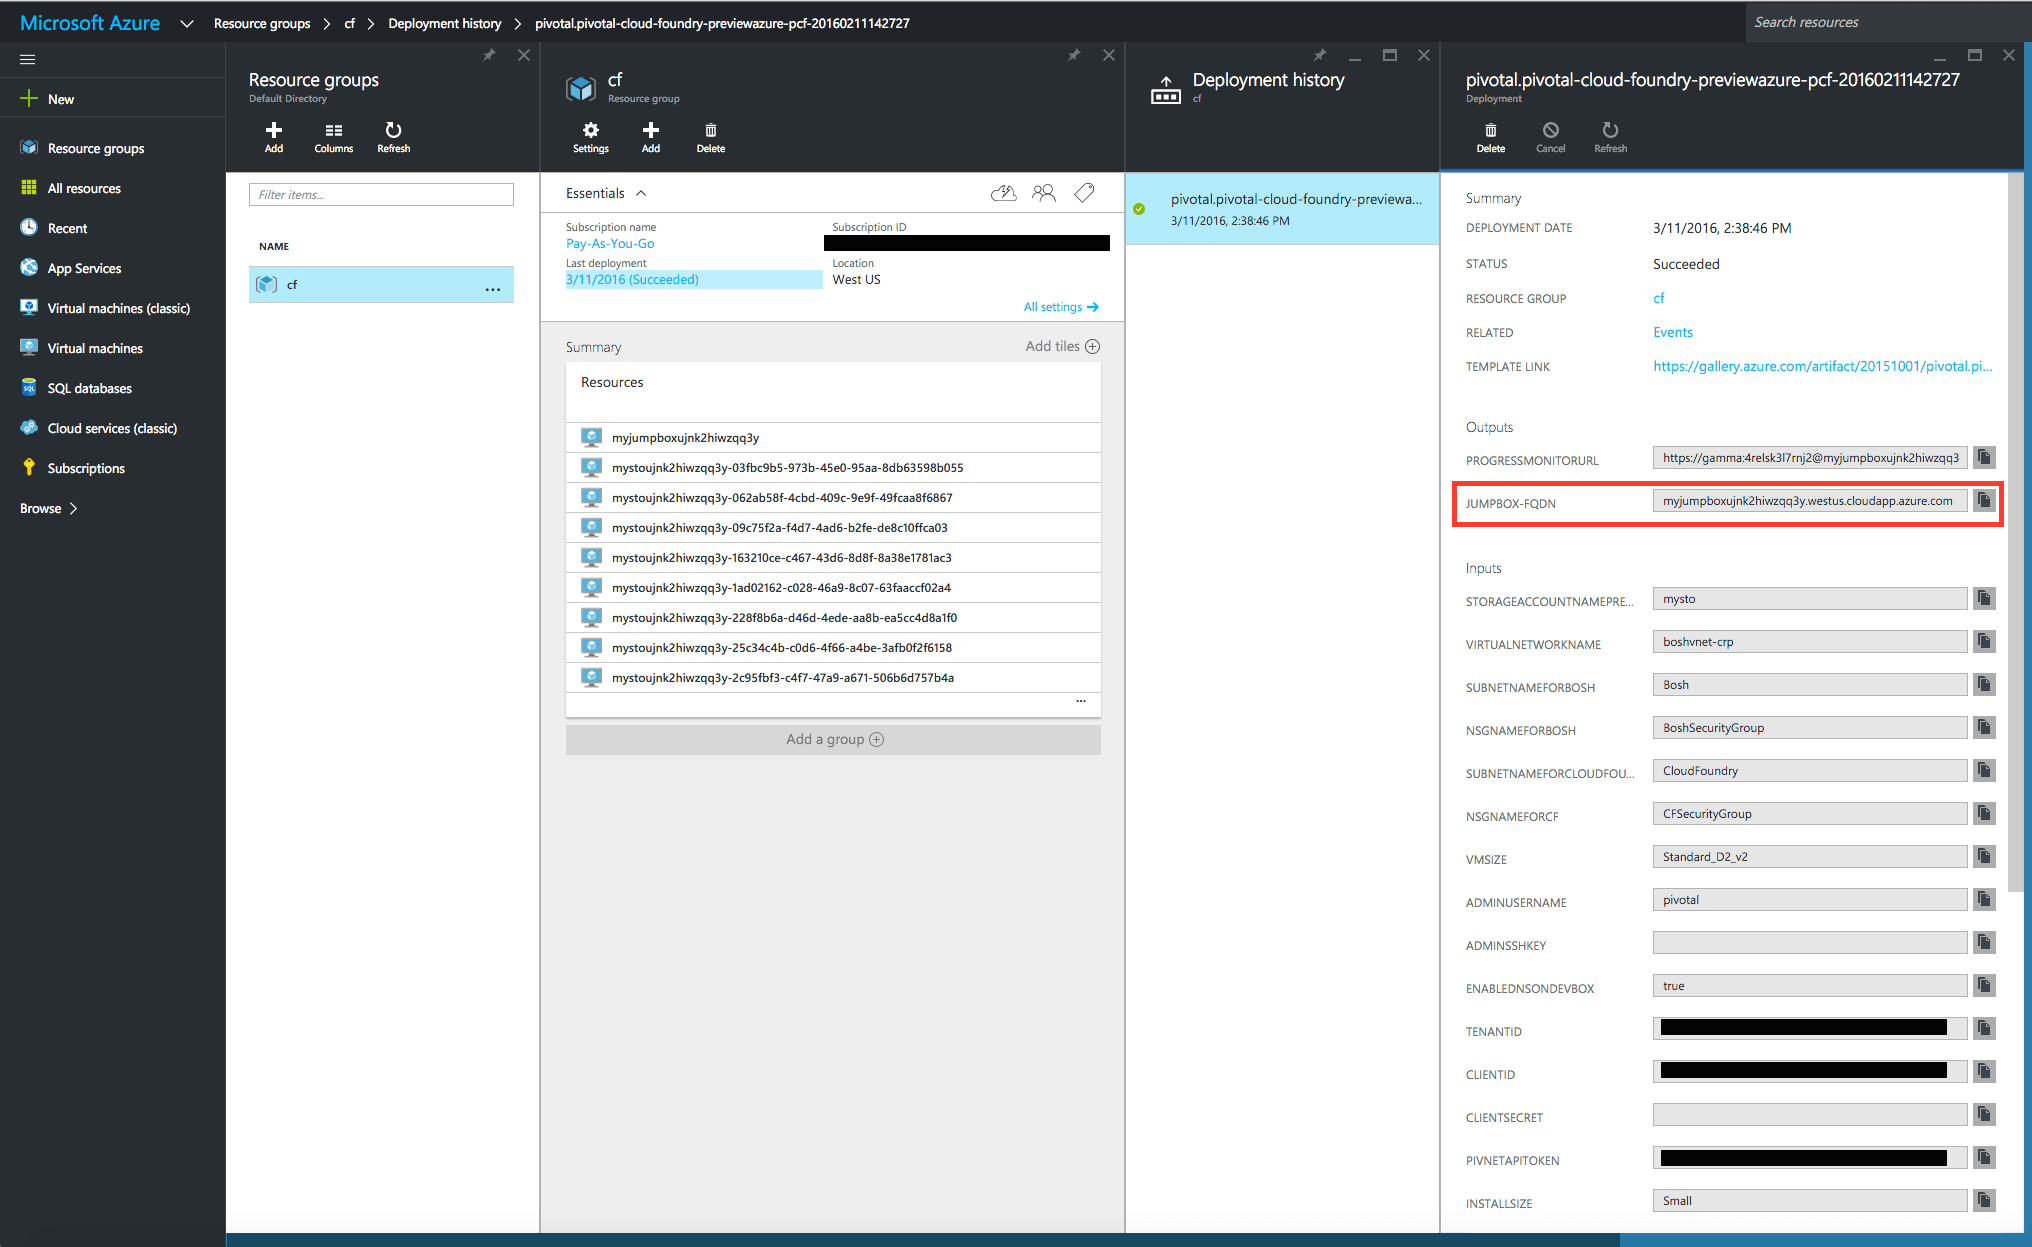 Microsoft Azure
Resource groups > cf > Deployment history > pivotal.pivotal-cloud-foundry-previewazure-pcf-20160211142727
Search resources
New
Resource groups
All resources
Recent
App Services
Virtual machines (classic)
Virtual machines
SQL databases
Cloud services (classic)
Subscriptions
Browse >
Resource groups
Default Directory
Add
Columns
Refresh
Filter items...
NAME
cf
...
cf
Resource group
Settings
Add
Delete
Essentials
Subscription name
Pay-As-You-Go
Subscription ID
Last deployment
3/11/2016 (Succeeded)
Location
West US
All settings →
Summary
Add tiles
Resources
myjumpboxujnk2hiwzqq3y
mystoujnk2hiwzqq3y-03fbc9b5-973b-45e0-95aa-8db63598b055
mystoujnk2hiwzqq3y-062ab58f-4cbd-409c-9e9f-49fcaa8f6867
mystoujnk2hiwzqq3y-09c75f2a-f4d7-4ad6-b2fe-de8c10ffca03
mystoujnk2hiwzqq3y-163210ce-c467-43d6-8d8f-8a38e1781ac3
mystoujnk2hiwzqq3y-1ad02162-c028-46a9-8c07-63faaccf02a4
mystoujnk2hiwzqq3y-228f8b6a-d46d-4ede-aa8b-ea5cc4d8a1f0
mystoujnk2hiwzqq3y-25c34c4b-c0d6-4f66-a4be-3afb0f2f6158
mystoujnk2hiwzqq3y-2c95fbf3-c4f7-47a9-a671-506b6d757b4a
...
Add a group
Deployment history
cf
pivotal.pivotal-cloud-foundry-previewa...
3/11/2016, 2:38:46 PM
pivotal.pivotal-cloud-foundry-previewazure-pcf-20160211142727
Deployment
Delete
Cancel
Refresh
Summary
DEPLOYMENT DATE
3/11/2016, 2:38:46 PM
STATUS
Succeeded
RESOURCE GROUP
cf
RELATED
Events
TEMPLATE LINK
https://gallery.azure.com/artifact/20151001/pivotal.pi...
Outputs
PROGRESSMONITORURL
https://gamma:4relsk3l7rnj2@myjumpboxujnk2hiwzqq3
JUMPBOX-FQDN
myjumpboxujnk2hiwzqq3y.westus.cloudapp.azure.com
Inputs
STORAGEACCOUNTNAMEPRE...
mysto
VIRTUALNETWORKNAME
boshvnet-crp
SUBNETNAMEFORBOSH
Bosh
NSGNAMEFORBOSH
BoshSecurityGroup
SUBNETNAMEFORCLOUDFOU...
CloudFoundry
NSGNAMEFORCF
CFSecurityGroup
VMSIZE
Standard_D2_v2
ADMINUSERNAME
pivotal
ADMINSSHKEY
ENABLEDNSONDEVBOX
true
TENANTID
CLIENTID
CLIENTSECRET
PIVNETAPITOKEN
INSTALLSIZE
Small